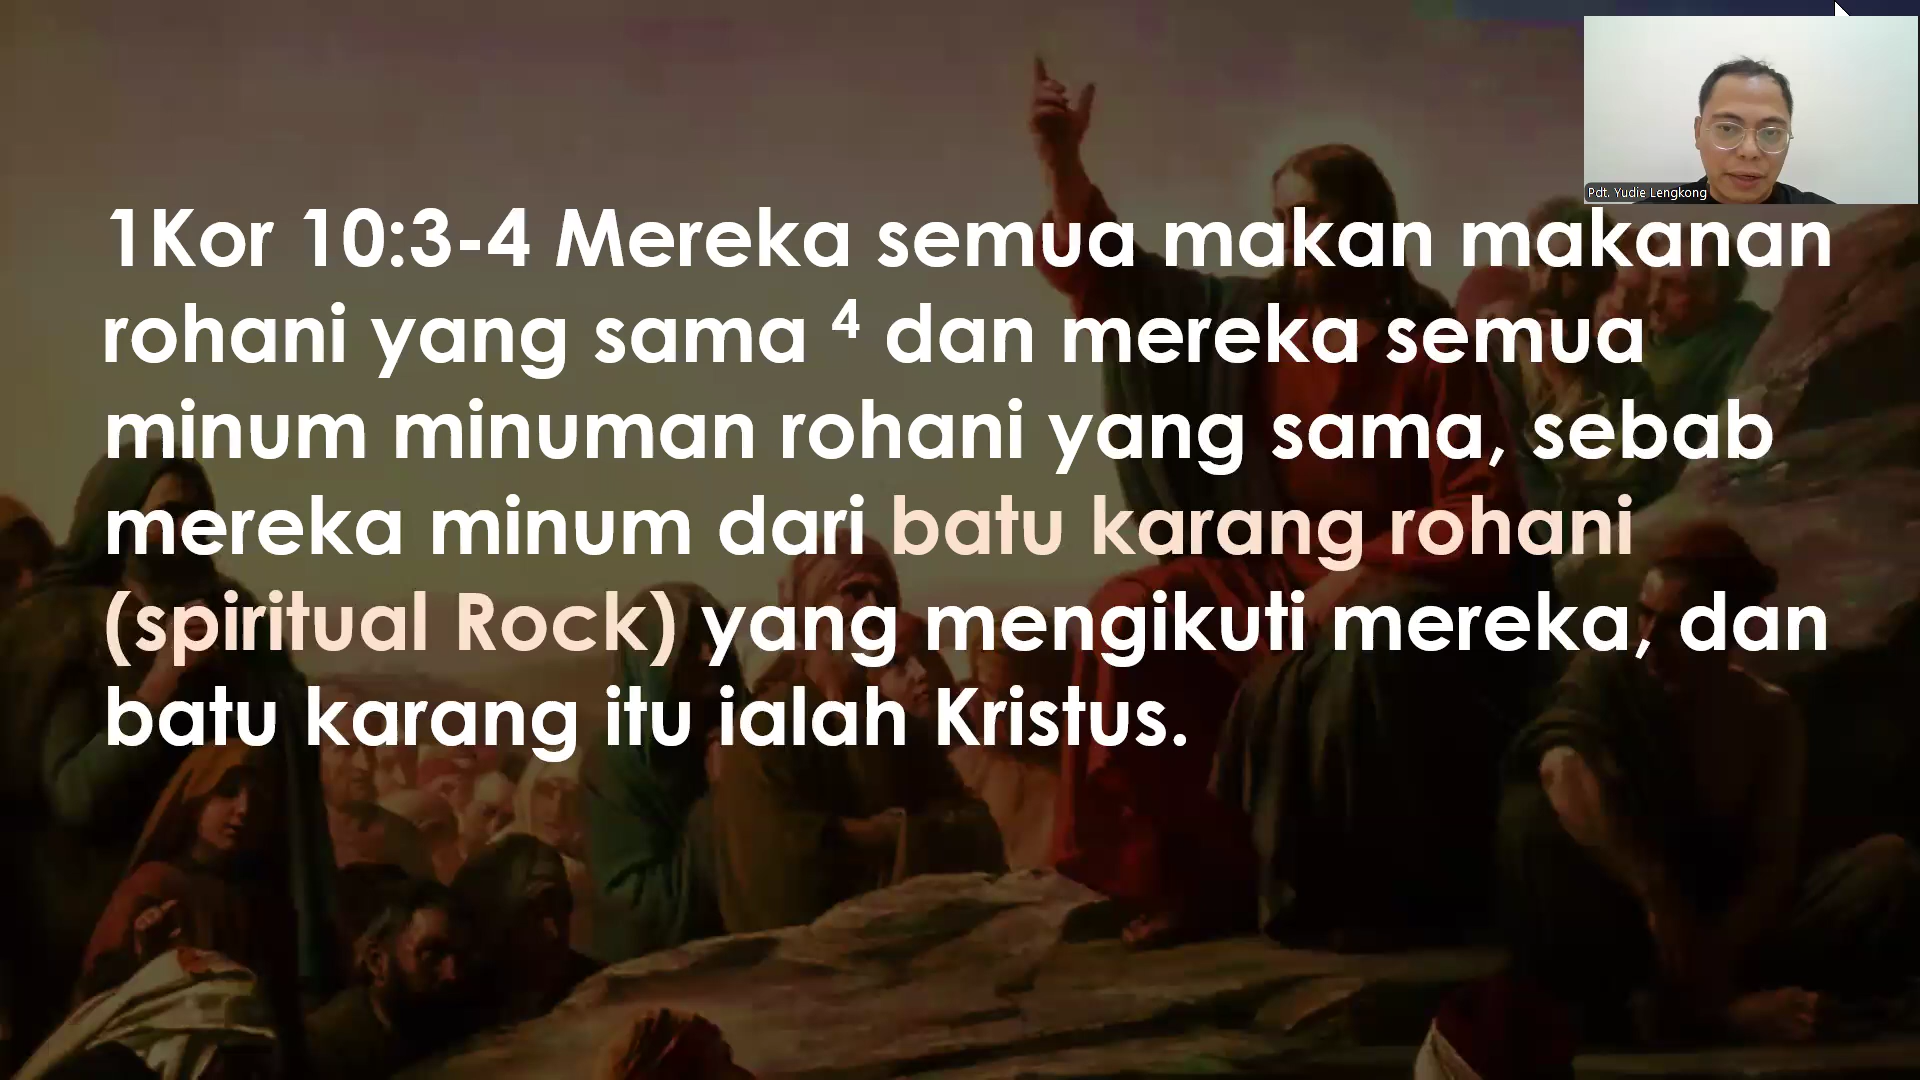 Pdt. Yudie Lengkong
1Kor 10:3-4 Mereka semua makan makanan
rohani yang sama ⁴ dan mereka semua
minum minuman rohani yang sama, sebab
mereka minum dari batu karang rohani
(spiritual Rock) yang mengikuti mereka, dan
batu karang itu ialah Kristus.